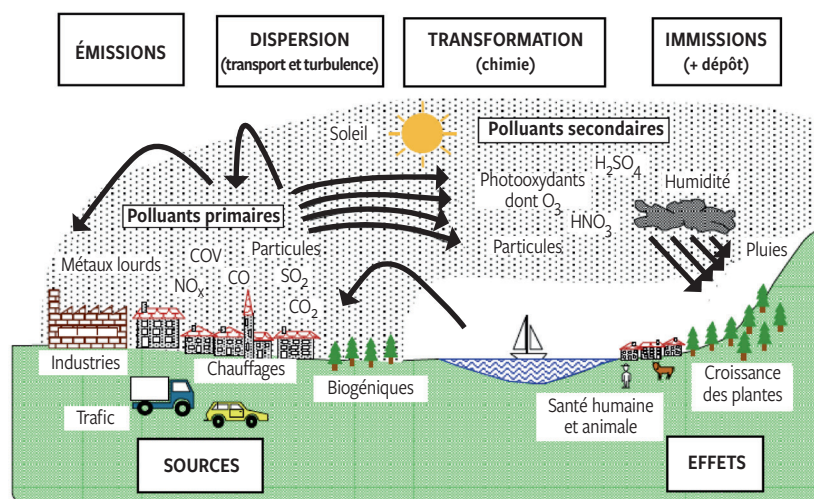 ÉMISSIONS
DISPERSION
(transport et turbulence)
TRANSFORMATION
(chimie)
IMMISSIONS
(+ dépôt)
Soleil
Polluants secondaires
H2SO4
Humidité
Photooxydants
dont O3
HNO3
Particules
Pluies
Polluants primaires
Particules
COV
Métaux lourds
CO
SO2
NOx
CO2
Industries
Chauffages
Biogéniques
Trafic
Santé humaine
et animale
Croissance
des plantes
SOURCES
EFFETS